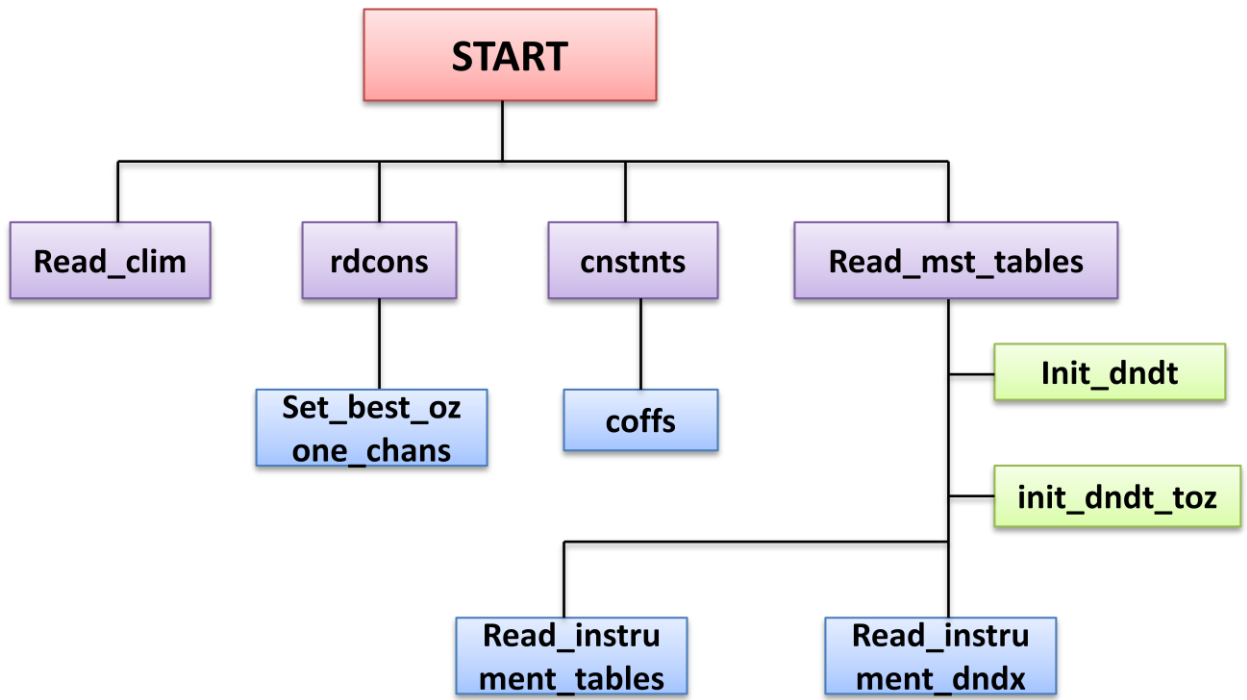 START
Read_clim
rdcons
cnstnts
Read_mst_tables
Init_dndt
Set_best_oz
one_chans
coffs
init_dndt_toz
Read_instru
ment_tables
Read_instru
ment_dndx